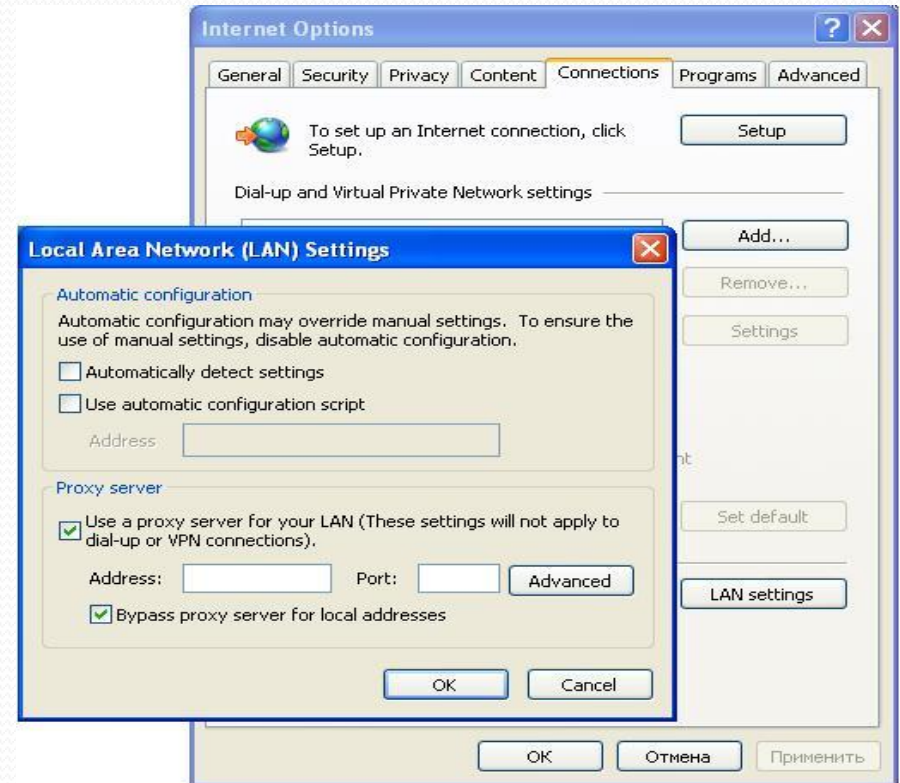 Internet Options
General Security Privacy Content Connections Programs Advanced
To set up an Internet connection, click
Setup.
Setup
Dial-up and Virtual Private Network settings
Add...
Remove...
Settings
Set default
LAN settings
Local Area Network (LAN) Settings
Automatic configuration
Automatic configuration may override manual settings. To ensure the
use of manual settings, disable automatic configuration.
Automatically detect settings
Use automatic configuration script
Address
Proxy server
Use a proxy server for your LAN (These settings will not apply to
dial-up or VPN connections).
Address: Port: Advanced
Bypass proxy server for local addresses
OK Cancel
OK Отмена Применить